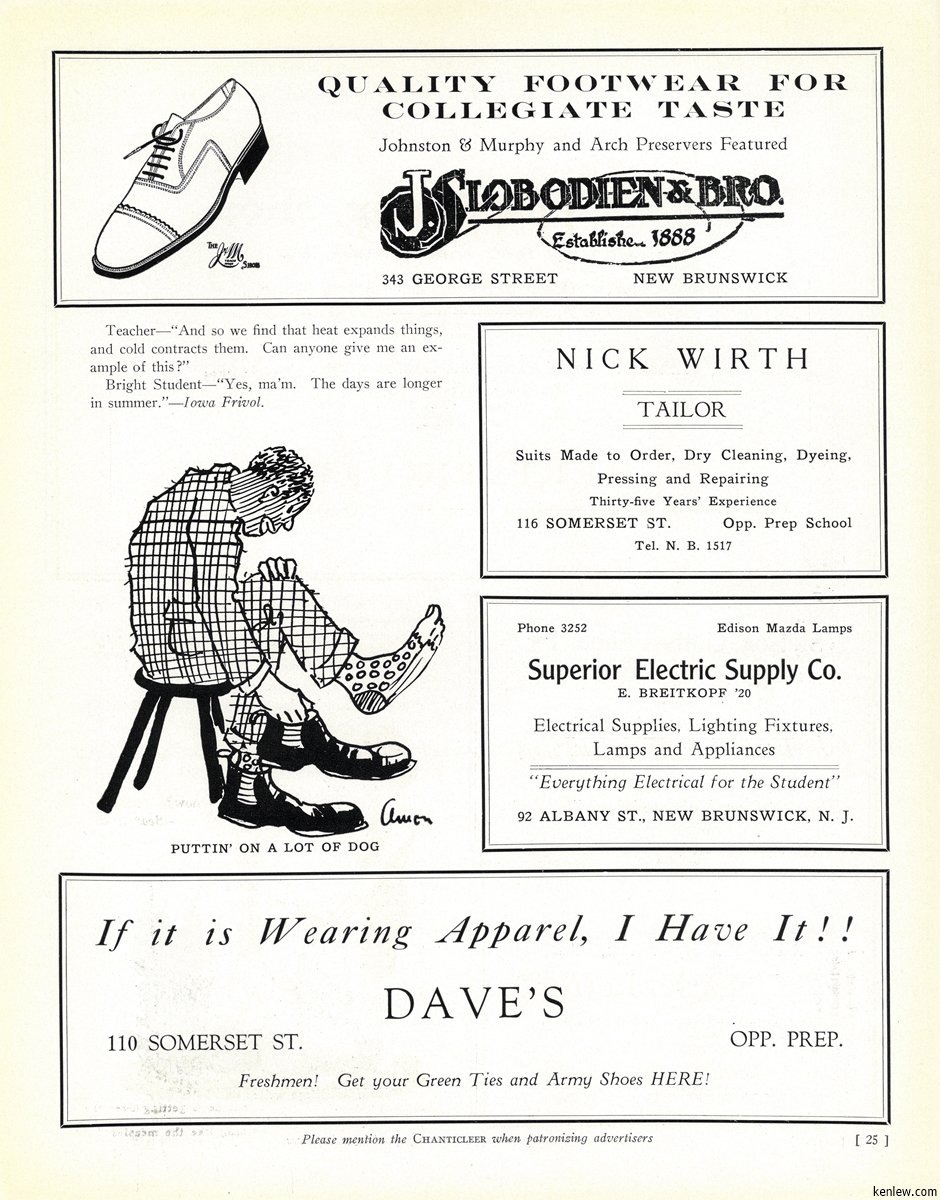 QUALITY FOOTWEAR FOR
COLLEGIATE TASTE
Johnston & Murphy and Arch Preservers Featured
J. SLOBODIEN & BRO.
Established 1888
THE J&M SHOE
343 GEORGE STREET NEW BRUNSWICK
Teacher—“And so we find that heat expands things,
and cold contracts them. Can anyone give me an ex-
ample of this?”
Bright Student—“Yes, ma’m. The days are longer
in summer.”—Iowa Frivol.
PUTTIN’ ON A LOT OF DOG
NICK WIRTH
TAILOR
Suits Made to Order, Dry Cleaning, Dyeing,
Pressing and Repairing
Thirty-five Years’ Experience
116 SOMERSET ST. Opp. Prep School
Tel. N. B. 1517
Phone 3252 Edison Mazda Lamps
Superior Electric Supply Co.
E. BREITKOPF ’20
Electrical Supplies, Lighting Fixtures,
Lamps and Appliances
“Everything Electrical for the Student”
92 ALBANY ST., NEW BRUNSWICK, N. J.
If it is Wearing Apparel, I Have It!!
DAVE’S
110 SOMERSET ST. OPP. PREP.
Freshmen! Get your Green Ties and Army Shoes HERE!
Please mention the CHANTICLEER when patronizing advertisers [ 25 ]
kenlew.com